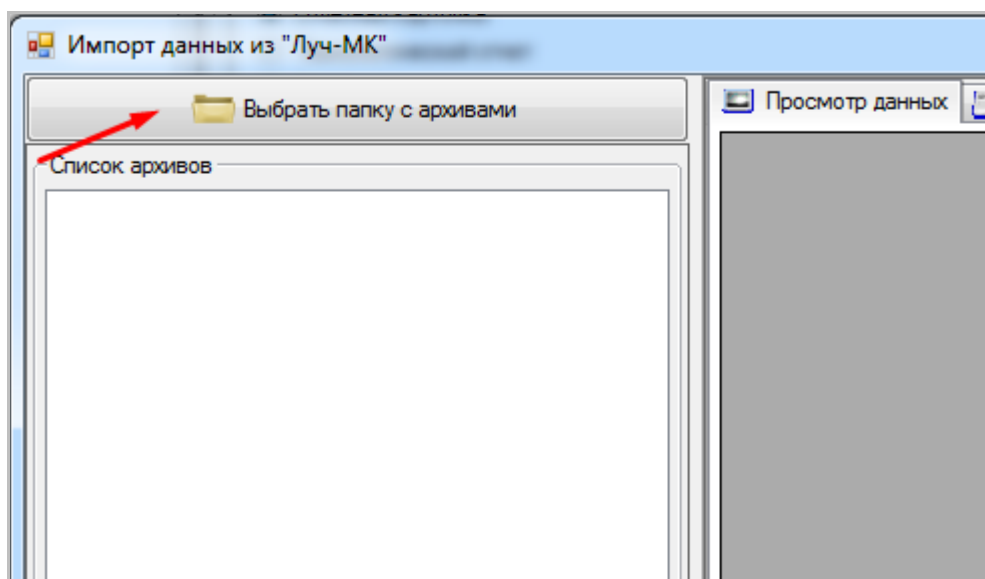 Импорт данных из "Луч-МК"
Выбрать папку с архивами
Просмотр данных
Список архивов